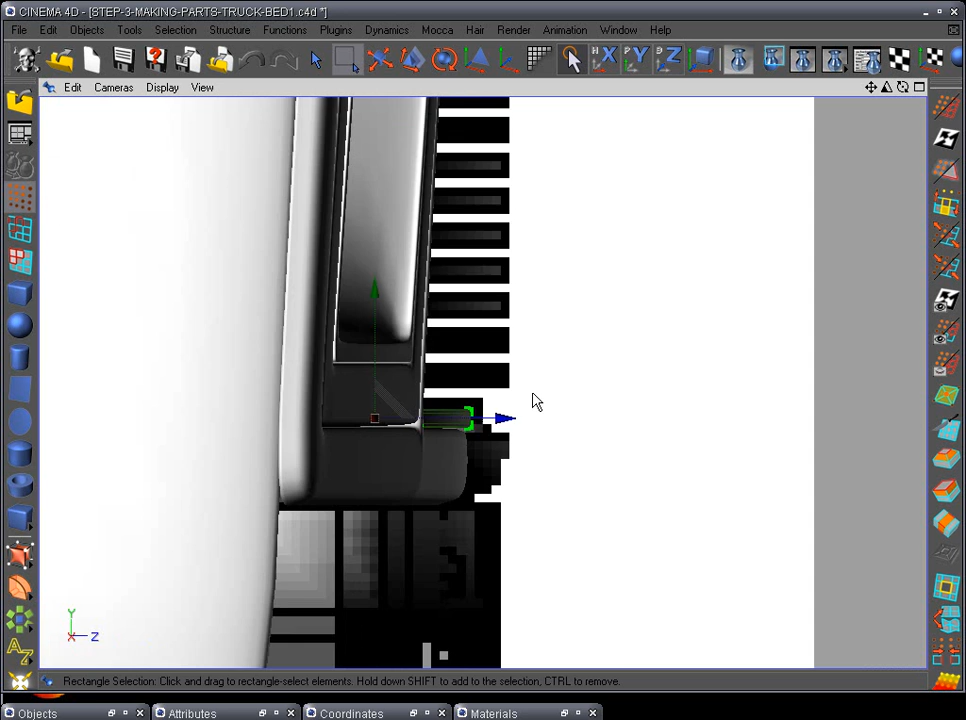 CINEMA 4D - [STEP-3-MAKING-PARTS-TRUCK-BED1.c4d *]
File Edit Objects Tools Selection Structure Functions Plugins Dynamics Mocca Hair Render Animation Window Help
X Y Z
Edit Cameras Display View
Y
X Z
AZ
Rectangle Selection: Click and drag to rectangle-select elements. Hold down SHIFT to add to the selection, CTRL to remove.
Objects Attributes Coordinates Materials